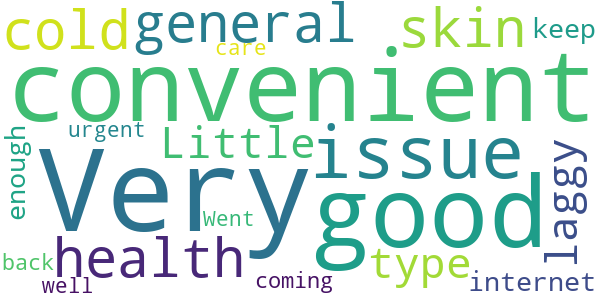 cold general care skin keep
convenient
urgent Little issue
enough Very good laggy
Went
back health type
well coming internet